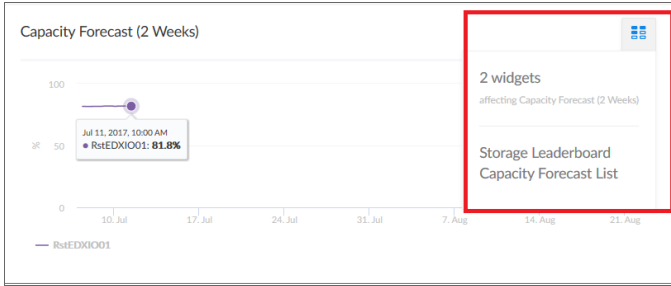 Capacity Forecast (2 Weeks)
2 widgets
affecting Capacity Forecast (2 Weeks)
Storage Leaderboard
Capacity Forecast List
100
50
0
%
Jul 11, 2017, 10:00 AM
● RstEDXIO01: 81.8%
10. Jul
17. Jul
24. Jul
31. Jul
7. Aug
14. Aug
21. Aug
RstEDXIO01